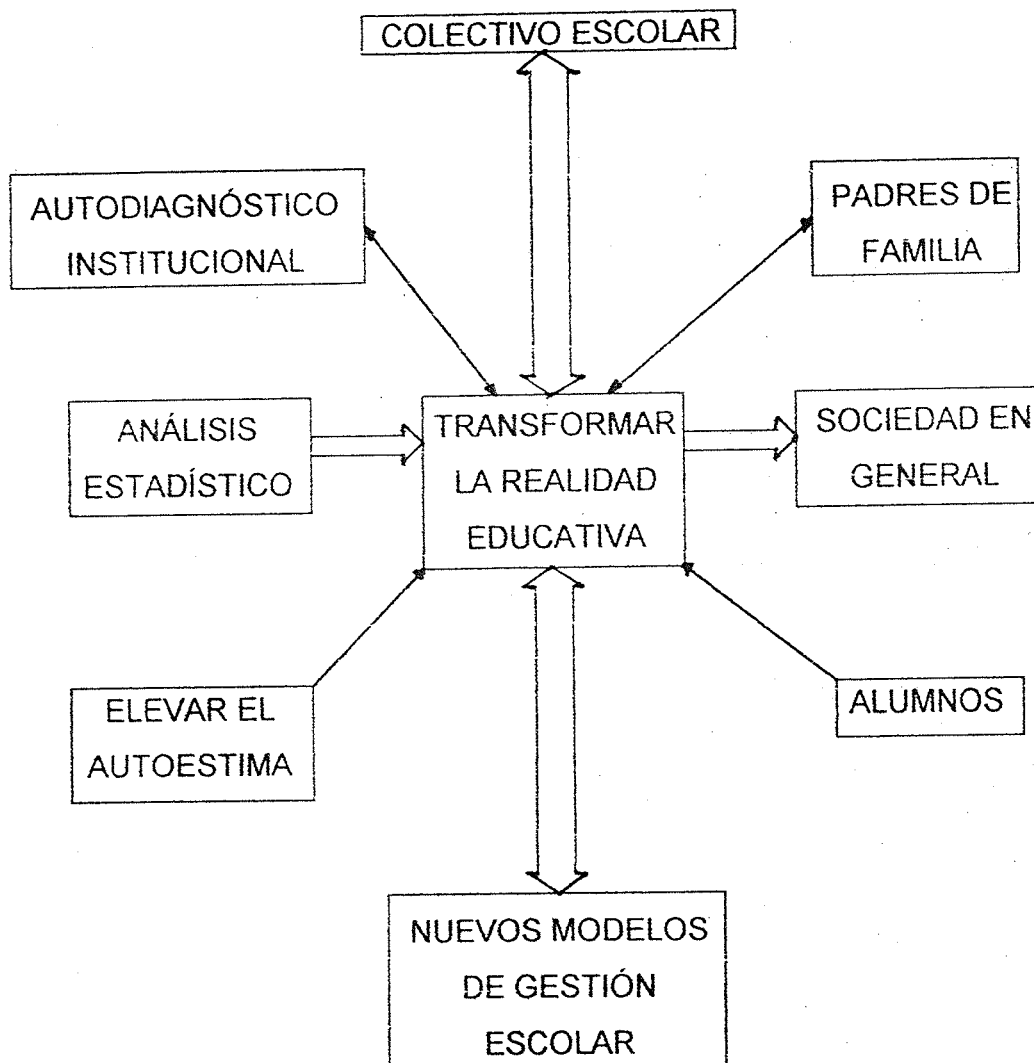 COLECTIVO ESCOLAR
AUTODIAGNÓSTICO
INSTITUCIONAL
PADRES DE
FAMILIA
ANÁLISIS
ESTADÍSTICO
TRANSFORMAR
LA REALIDAD
EDUCATIVA
SOCIEDAD EN
GENERAL
ELEVAR EL
AUTOESTIMA
ALUMNOS
NUEVOS MODELOS
DE GESTIÓN
ESCOLAR